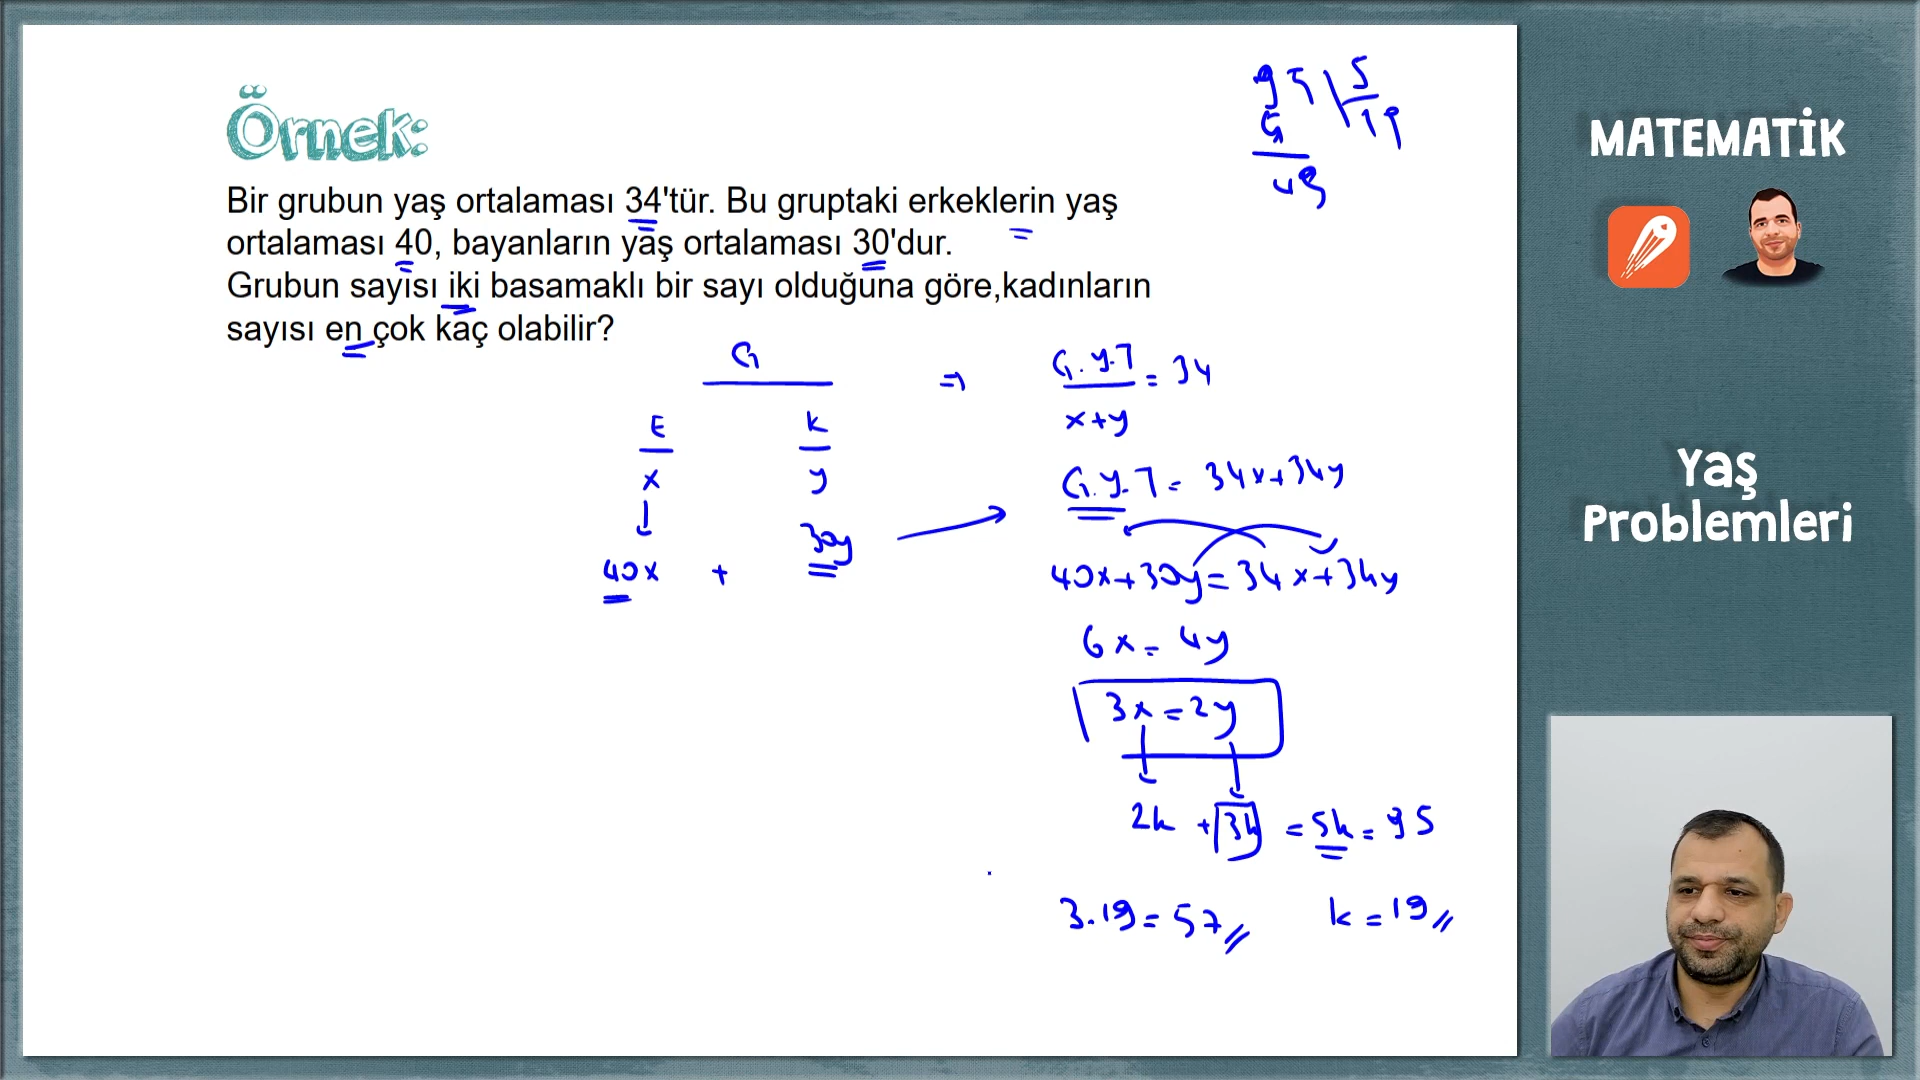 Örnek:
Bir grubun yaş ortalaması 34'tür. Bu gruptaki erkeklerin yaş
ortalaması 40, bayanların yaş ortalaması 30'dur.
Grubun sayısı iki basamaklı bir sayı olduğuna göre,kadınların
sayısı en çok kaç olabilir?
95 5
5 19
45
G
E K
x y
40x + 30y
⇒ G.Y.T / x+y = 34
G.Y.T = 34x+34y
40x+30y=34x+34y
6x=4y
3x=2y
2k +3k =5k=95
3.19=57 k=19
MATEMATİK
Yaş
Problemleri